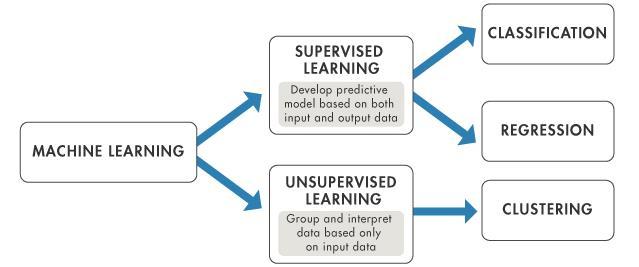 MACHINE LEARNING
SUPERVISED
LEARNING
Develop predictive
model based on both
input and output data
CLASSIFICATION
REGRESSION
UNSUPERVISED
LEARNING
Group and interpret
data based only
on input data
CLUSTERING